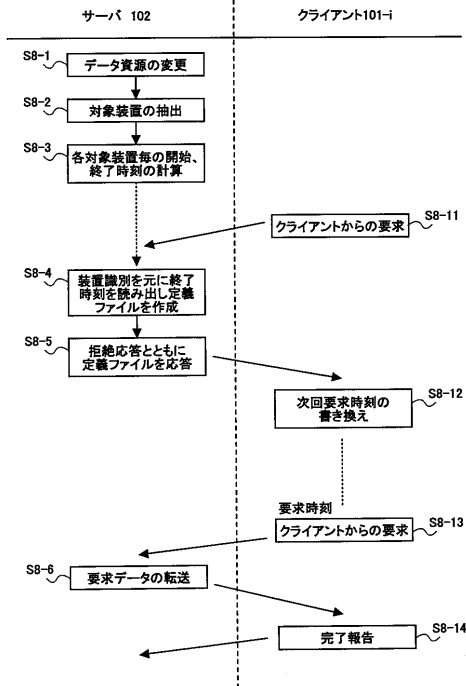 サーバ 102
クライアント101-i
S8-1
データ資源の変更
S8-2
対象装置の抽出
S8-3
各対象装置毎の開始、
終了時刻の計算
クライアントからの要求
S8-11
S8-4
装置識別を元に終了
時刻を読み出し定義
ファイルを作成
S8-5
拒絶応答とともに
定義ファイルを応答
次回要求時刻の
書き換え
S8-12
要求時刻
クライアントからの要求
S8-13
S8-6
要求データの転送
完了報告
S8-14